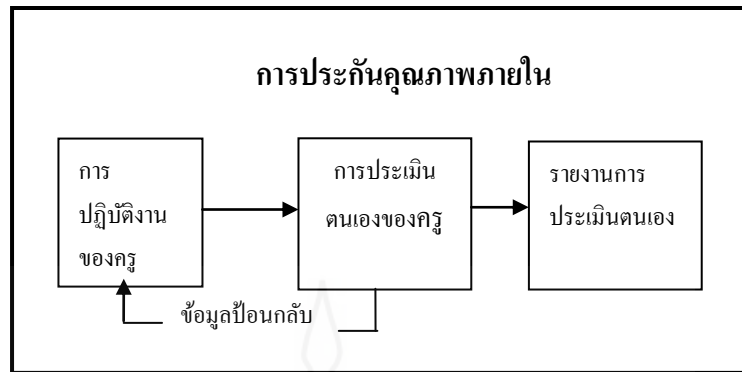 การประกันคุณภาพภายใน
การ
ปฏิบัติงาน
ของครู
การประเมิน
ตนเองของครู
รายงานการ
ประเมินตนเอง
ข้อมูลป้อนกลับ